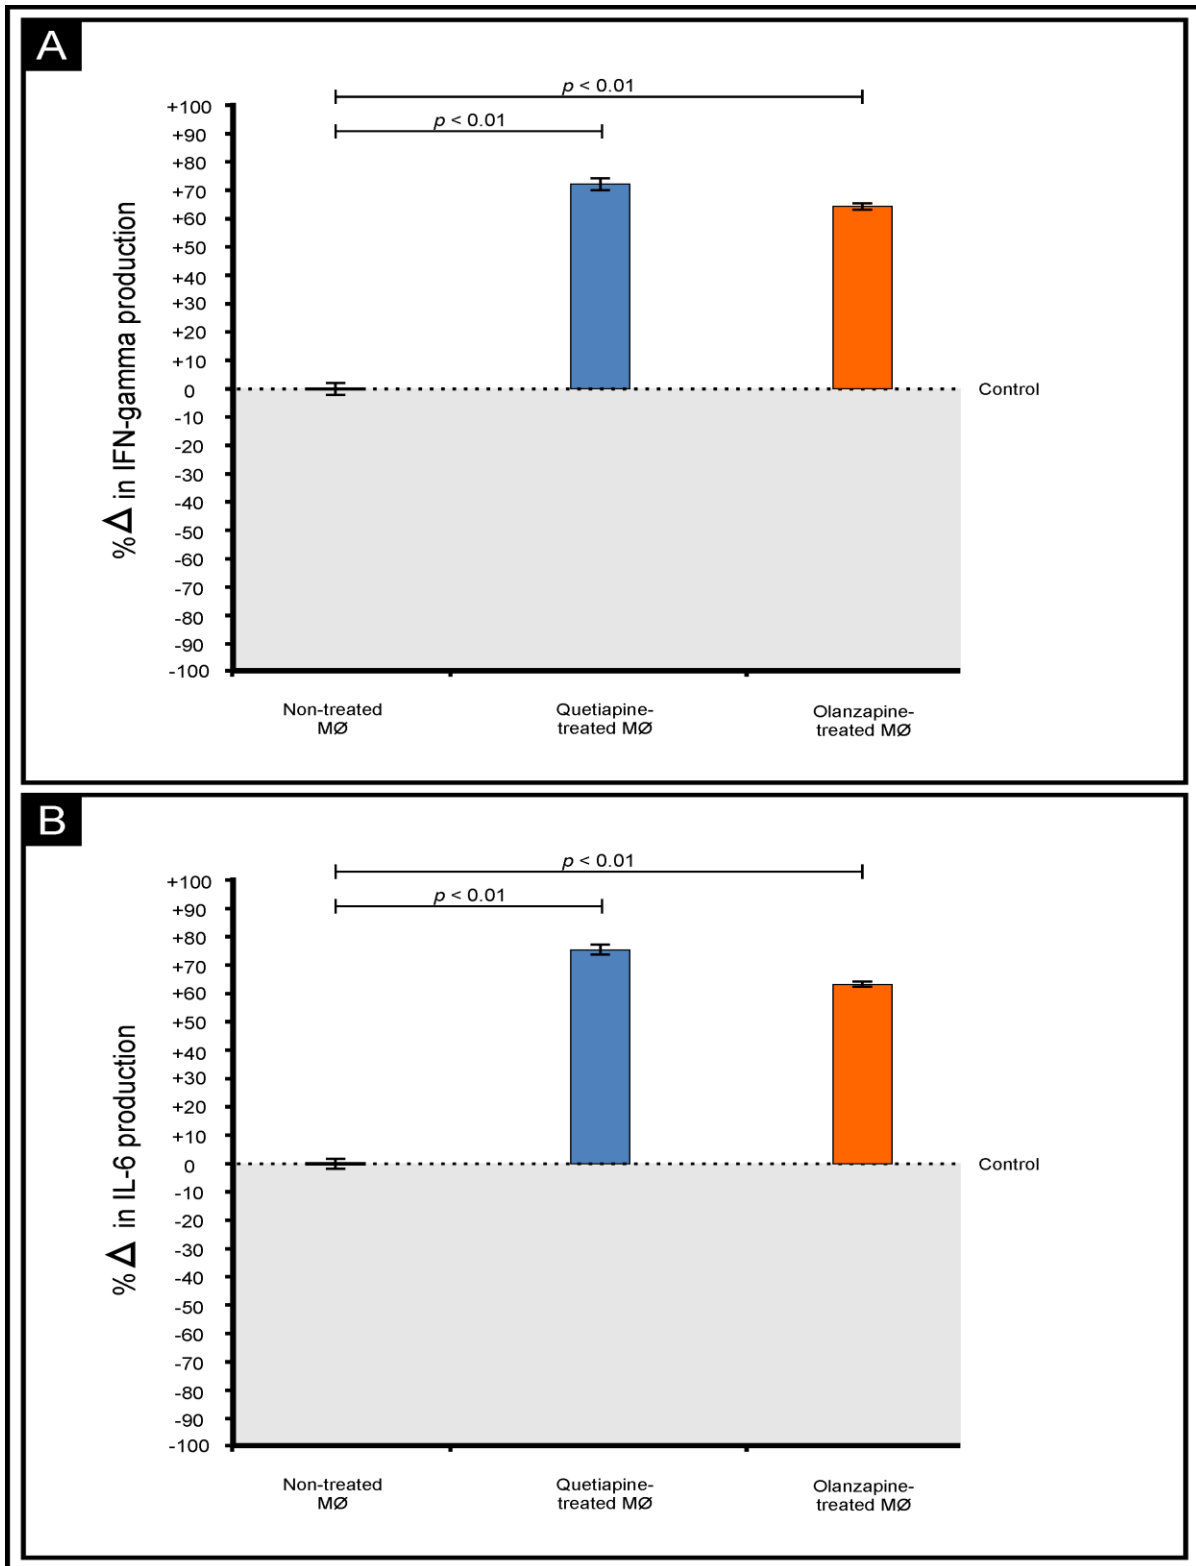 A
p < 0.01
p < 0.01
+100
+90
+80
+70
+60
+50
+40
+30
+20
+10
0
-10
-20
-30
-40
-50
-60
-70
-80
-90
-100
% Δ in IFN-gamma production
Control
Non-treated
MØ
Quetiapine-
treated MØ
Olanzapine-
treated MØ
B
p < 0.01
p < 0.01
+100
+90
+80
+70
+60
+50
+40
+30
+20
+10
0
-10
-20
-30
-40
-50
-60
-70
-80
-90
-100
% Δ in IL-6 production
Control
Non-treated
MØ
Quetiapine-
treated MØ
Olanzapine-
treated MØ